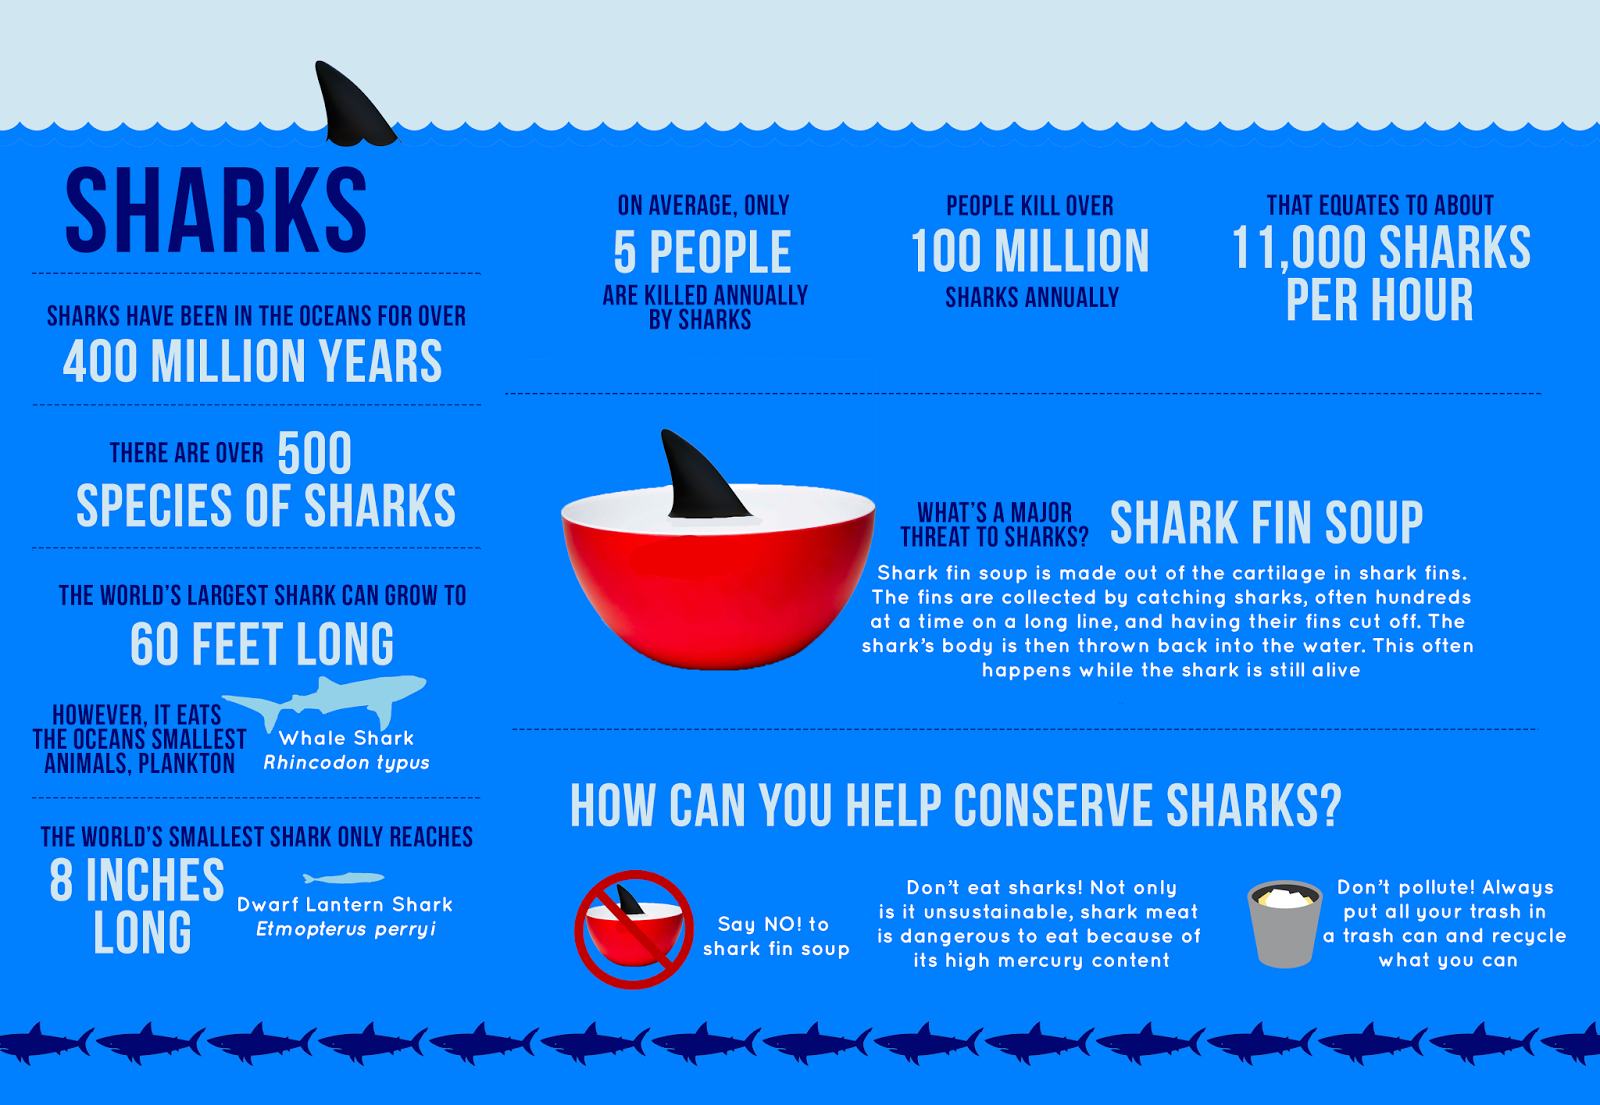 SHARKS
SHARKS HAVE BEEN IN THE OCEANS FOR OVER
400 MILLION YEARS
THERE ARE OVER 500
SPECIES OF SHARKS
THE WORLD'S LARGEST SHARK CAN GROW TO
60 FEET LONG
HOWEVER, IT EATS
THE OCEANS SMALLEST
ANIMALS, PLANKTON
Whale Shark
Rhincodon typus
THE WORLD'S SMALLEST SHARK ONLY REACHES
8 INCHES
LONG
Dwarf Lantern Shark
Etmopterus perryi
ON AVERAGE, ONLY
5 PEOPLE
ARE KILLED ANNUALLY
BY SHARKS
PEOPLE KILL OVER
100 MILLION
SHARKS ANNUALLY
THAT EQUATES TO ABOUT
11,000 SHARKS
PER HOUR
WHAT'S A MAJOR
THREAT TO SHARKS?
SHARK FIN SOUP
Shark fin soup is made out of the cartilage in shark fins.
The fins are collected by catching sharks, often hundreds
at a time on a long line, and having their fins cut off. The
shark's body is then thrown back into the water. This often
happens while the shark is still alive
HOW CAN YOU HELP CONSERVE SHARKS?
Say NO! to
shark fin soup
Don't eat sharks! Not only
is it unsustainable, shark meat
is dangerous to eat because of
its high mercury content
Don't pollute! Always
put all your trash in
a trash can and recycle
what you can